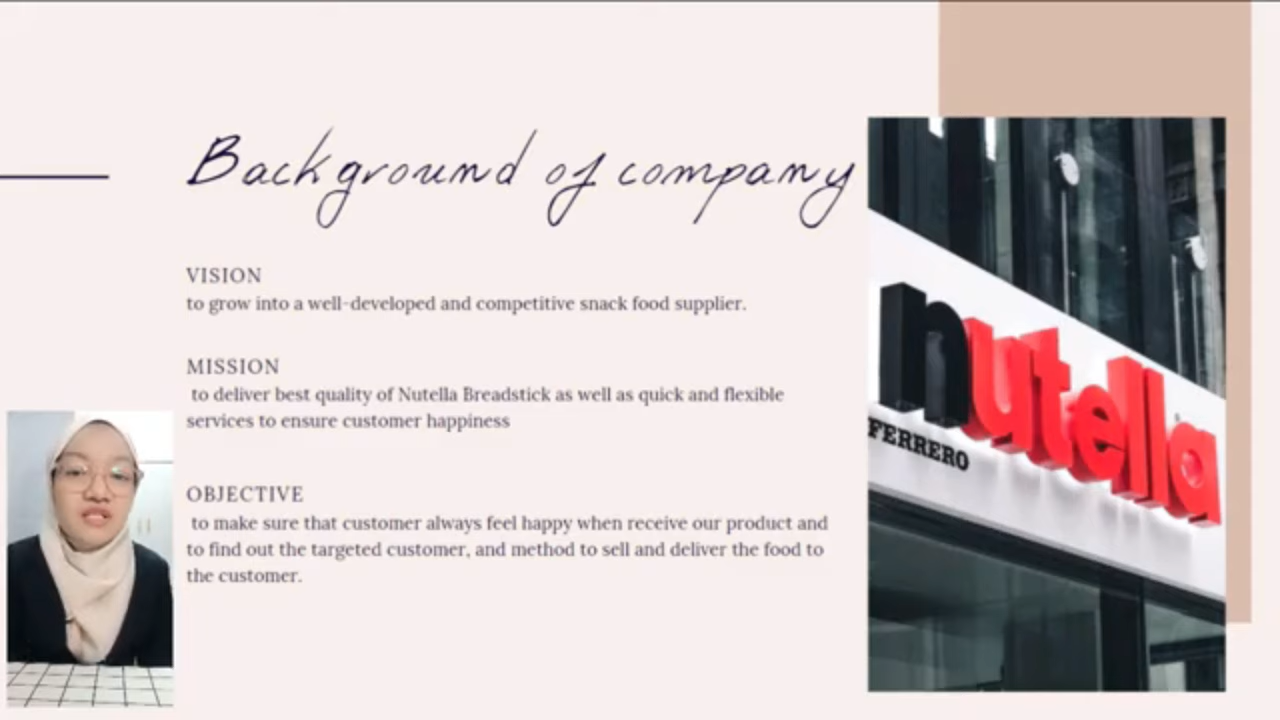 Background of company
VISION
to grow into a well-developed and competitive snack food supplier.
MISSION
to deliver best quality of Nutella Breadstick as well as quick and flexible
services to ensure customer happiness
OBJECTIVE
to make sure that customer always feel happy when receive our product and
to find out the targeted customer, and method to sell and deliver the food to
the customer.
nutella
FERRERO